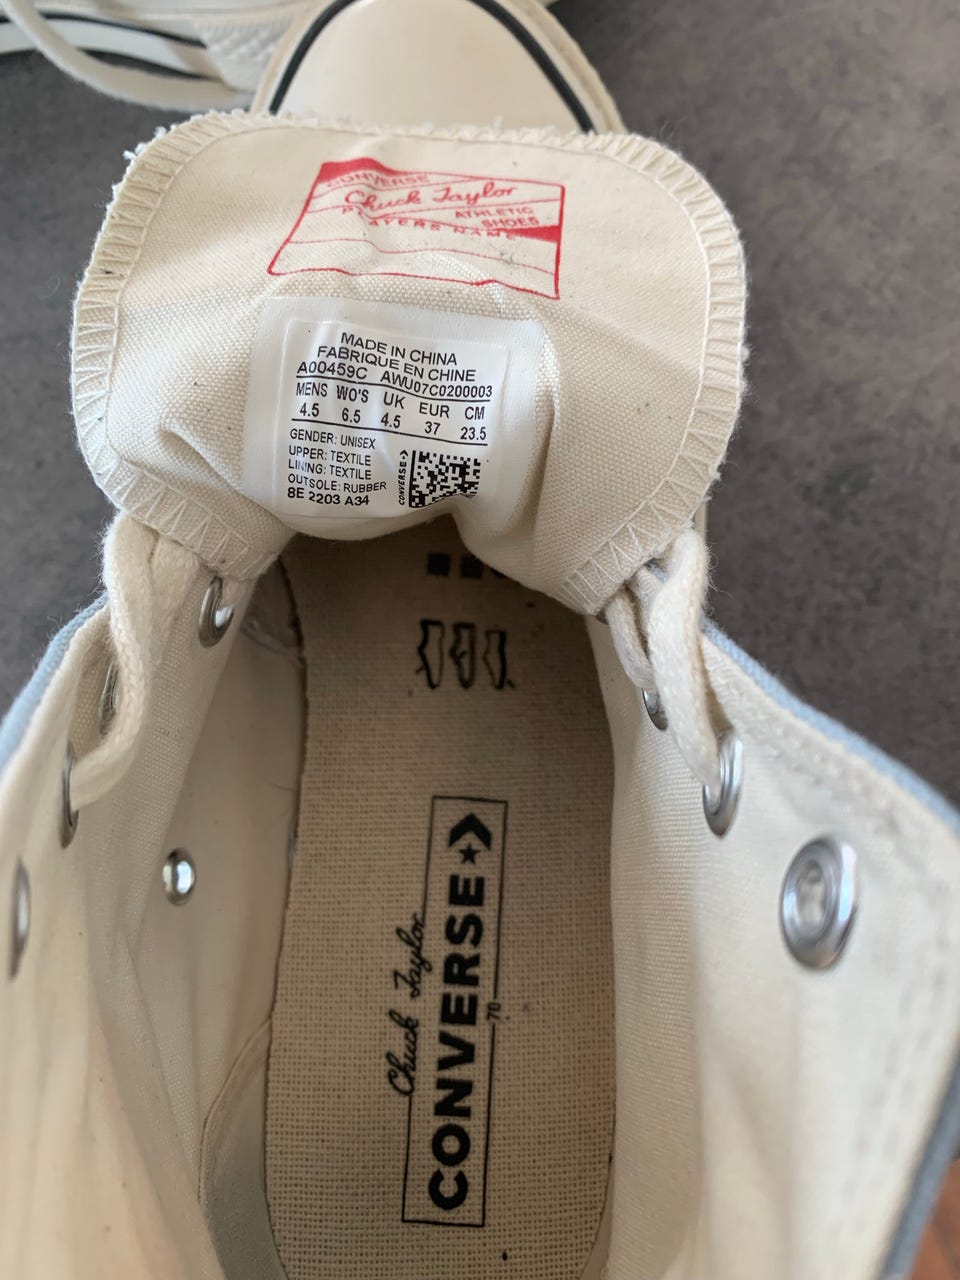 CONVERSE
Chuck Taylor
ATHLETIC
SHOES
PLAYERS NAME
MADE IN CHINA
FABRIQUE EN CHINE
A00459C AWU07C0200003
MENS WO'S UK EUR CM
4.5 6.5 4.5 37 23.5
GENDER: UNISEX
UPPER: TEXTILE
LINING: TEXTILE
OUTSOLE: RUBBER
8E 2203 A34
CONVERSE
Chuck Taylor
CONVERSE
70